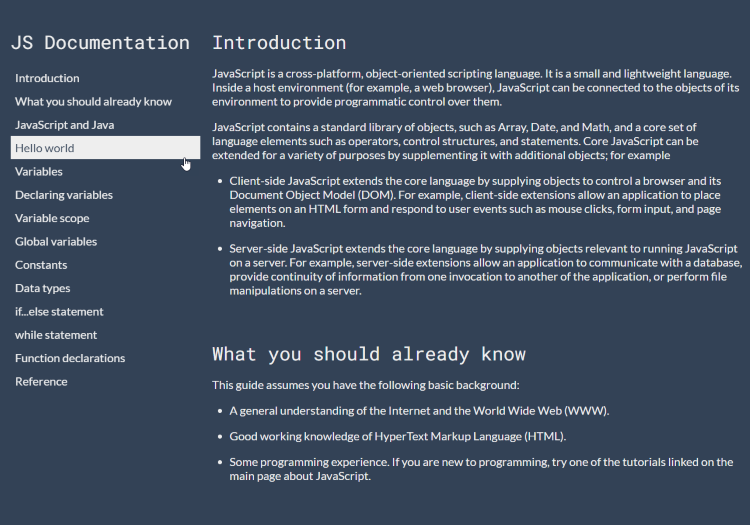 JS Documentation
Introduction
What you should already know
JavaScript and Java
Hello world
Variables
Declaring variables
Variable scope
Global variables
Constants
Data types
if...else statement
while statement
Function declarations
Reference
Introduction
JavaScript is a cross-platform, object-oriented scripting language. It is a small and lightweight language.
Inside a host environment (for example, a web browser), JavaScript can be connected to the objects of its
environment to provide programmatic control over them.
JavaScript contains a standard library of objects, such as Array, Date, and Math, and a core set of
language elements such as operators, control structures, and statements. Core JavaScript can be
extended for a variety of purposes by supplementing it with additional objects; for example
• Client-side JavaScript extends the core language by supplying objects to control a browser and its
Document Object Model (DOM). For example, client-side extensions allow an application to place
elements on an HTML form and respond to user events such as mouse clicks, form input, and page
navigation.
• Server-side JavaScript extends the core language by supplying objects relevant to running JavaScript
on a server. For example, server-side extensions allow an application to communicate with a database,
provide continuity of information from one invocation to another of the application, or perform file
manipulations on a server.
What you should already know
This guide assumes you have the following basic background:
• A general understanding of the Internet and the World Wide Web (WWW).
• Good working knowledge of HyperText Markup Language (HTML).
• Some programming experience. If you are new to programming, try one of the tutorials linked on the
main page about JavaScript.